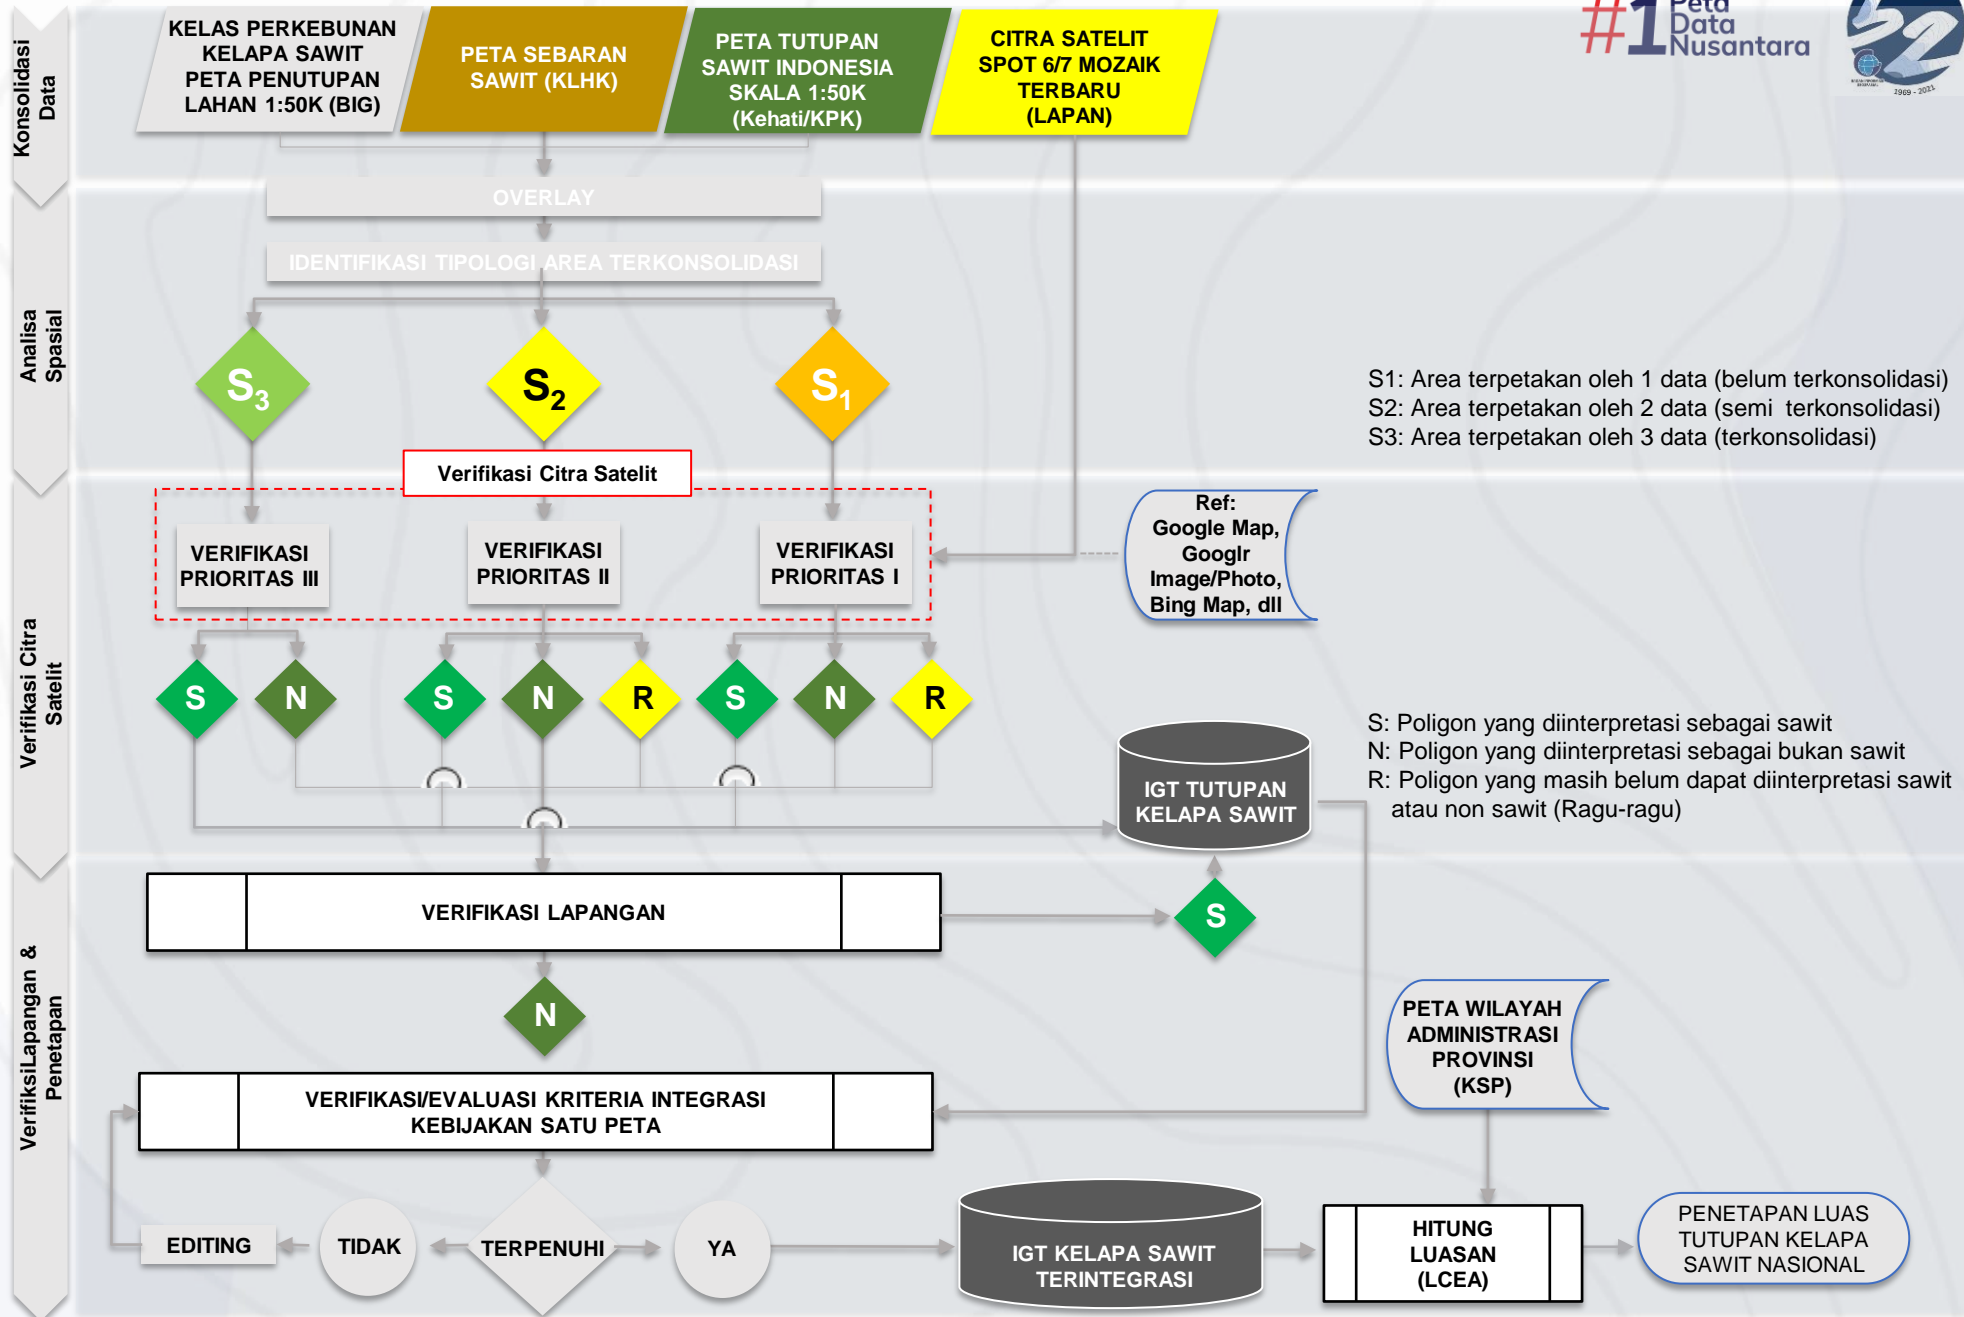 Konsolidasi
Data
KELAS PERKEBUNAN
KELAPA SAWIT
PETA PENUTUPAN
LAHAN 1:50K (BIG)
PETA SEBARAN
SAWIT (KLHK)
PETA TUTUPAN
SAWIT INDONESIA
SKALA 1:50K
(Kehati/KPK)
CITRA SATELIT
SPOT 6/7 MOZAIK
TERBARU
(LAPAN)
#1 Peta
Data
Nusantara
52
1969 - 2021
OVERLAY
IDENTIFIKASI TIPOLOGI AREA TERKONSOLIDASI
Analisa
Spasial
S3
S2
S1
S1: Area terpetakan oleh 1 data (belum terkonsolidasi)
S2: Area terpetakan oleh 2 data (semi terkonsolidasi)
S3: Area terpetakan oleh 3 data (terkonsolidasi)
Verifikasi Citra Satelit
Verifikasi Citra
Satelit
VERIFIKASI
PRIORITAS III
VERIFIKASI
PRIORITAS II
VERIFIKASI
PRIORITAS I
Ref:
Google Map,
Googlr
Image/Photo,
Bing Map, dll
S
N
S
N
R
S
N
R
S: Poligon yang diinterpretasi sebagai sawit
N: Poligon yang diinterpretasi sebagai bukan sawit
R: Poligon yang masih belum dapat diinterpretasi sawit
atau non sawit (Ragu-ragu)
IGT TUTUPAN
KELAPA SAWIT
VerifiksiLapangan &
Penetapan
VERIFIKASI LAPANGAN
S
N
PETA WILAYAH
ADMINISTRASI
PROVINSI
(KSP)
VERIFIKASI/EVALUASI KRITERIA INTEGRASI
KEBIJAKAN SATU PETA
EDITING
TIDAK
TERPENUHI
YA
IGT KELAPA SAWIT
TERINTEGRASI
HITUNG
LUASAN
(LCEA)
PENETAPAN LUAS
TUTUPAN KELAPA
SAWIT NASIONAL